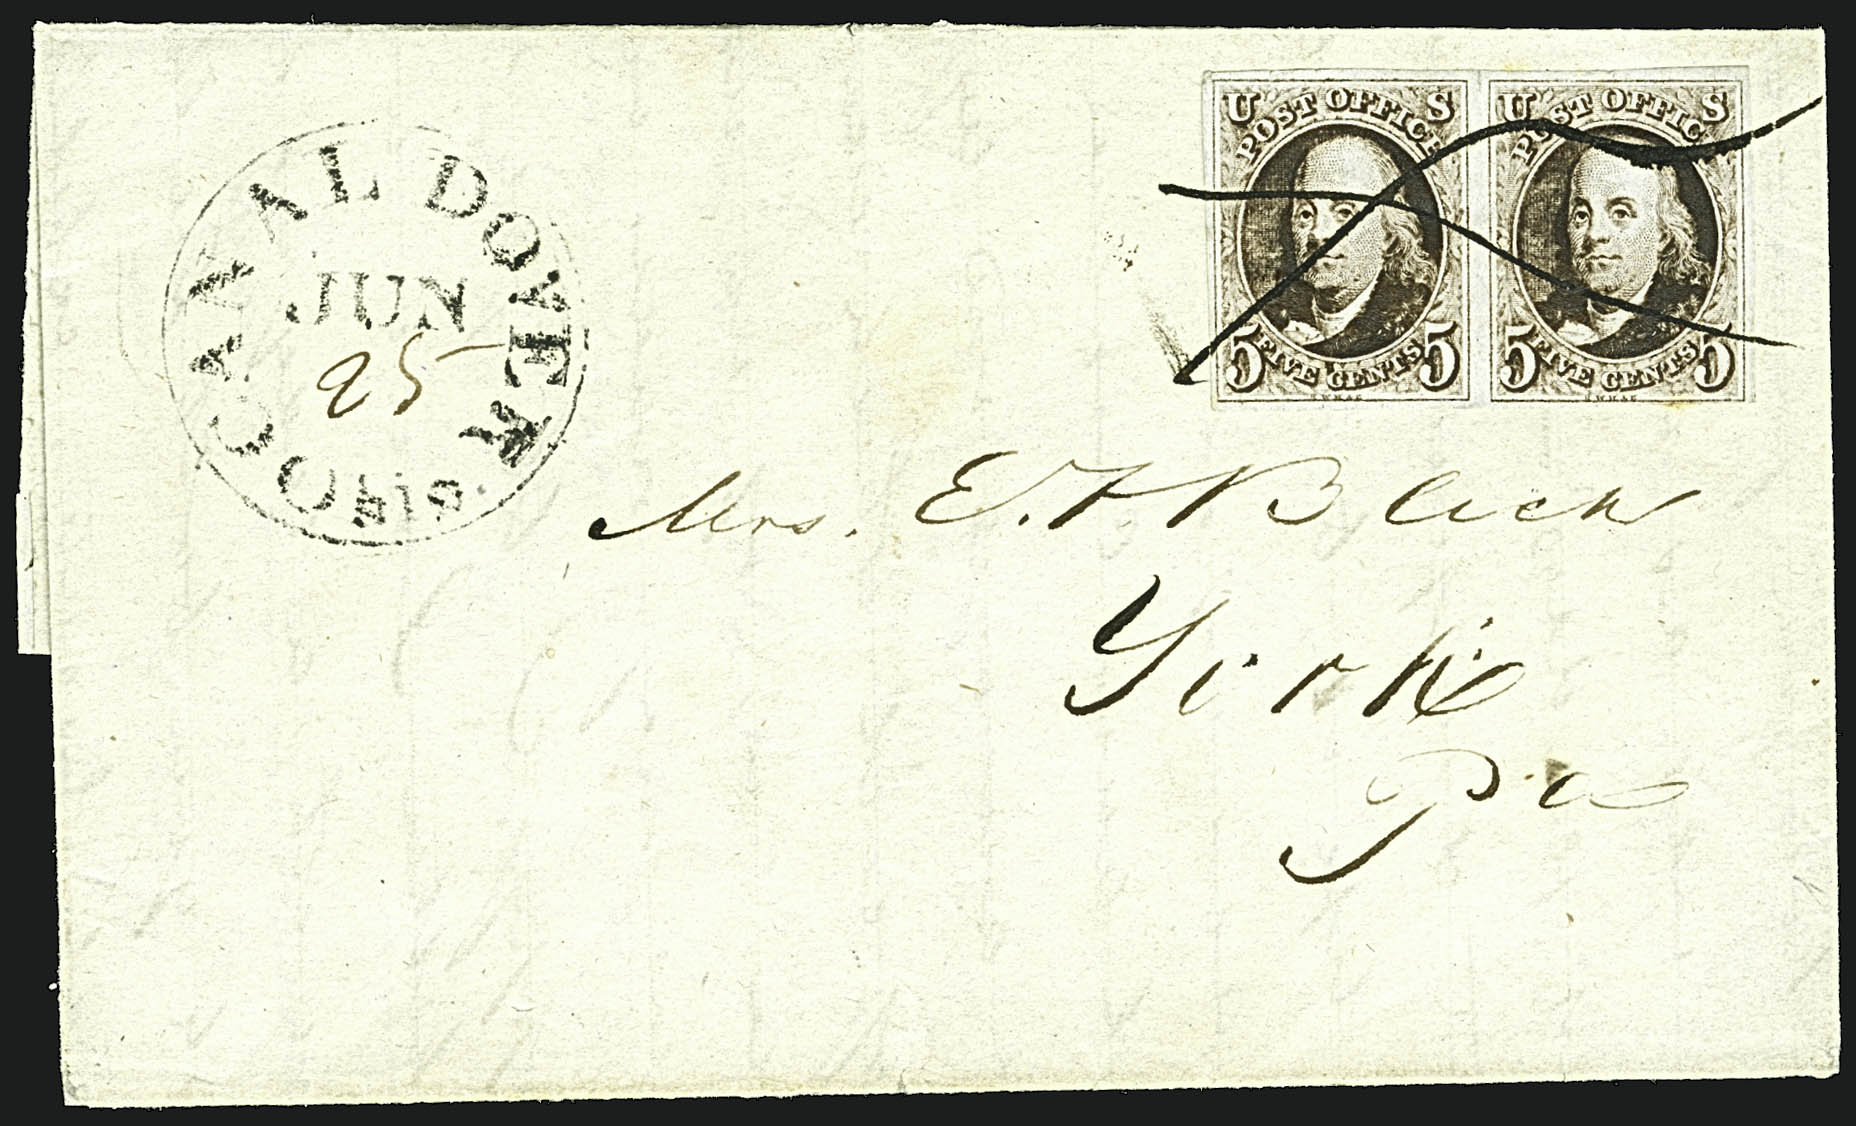 CANAL DOVER
JUN
25
OHIO
U POST OFFICE S
5 FIVE CENTS 5
R.W.H.& E.
U POST OFFICE S
5 FIVE CENTS 5
R.W.H.& E.
Mrs. E. F Black
York
Pa